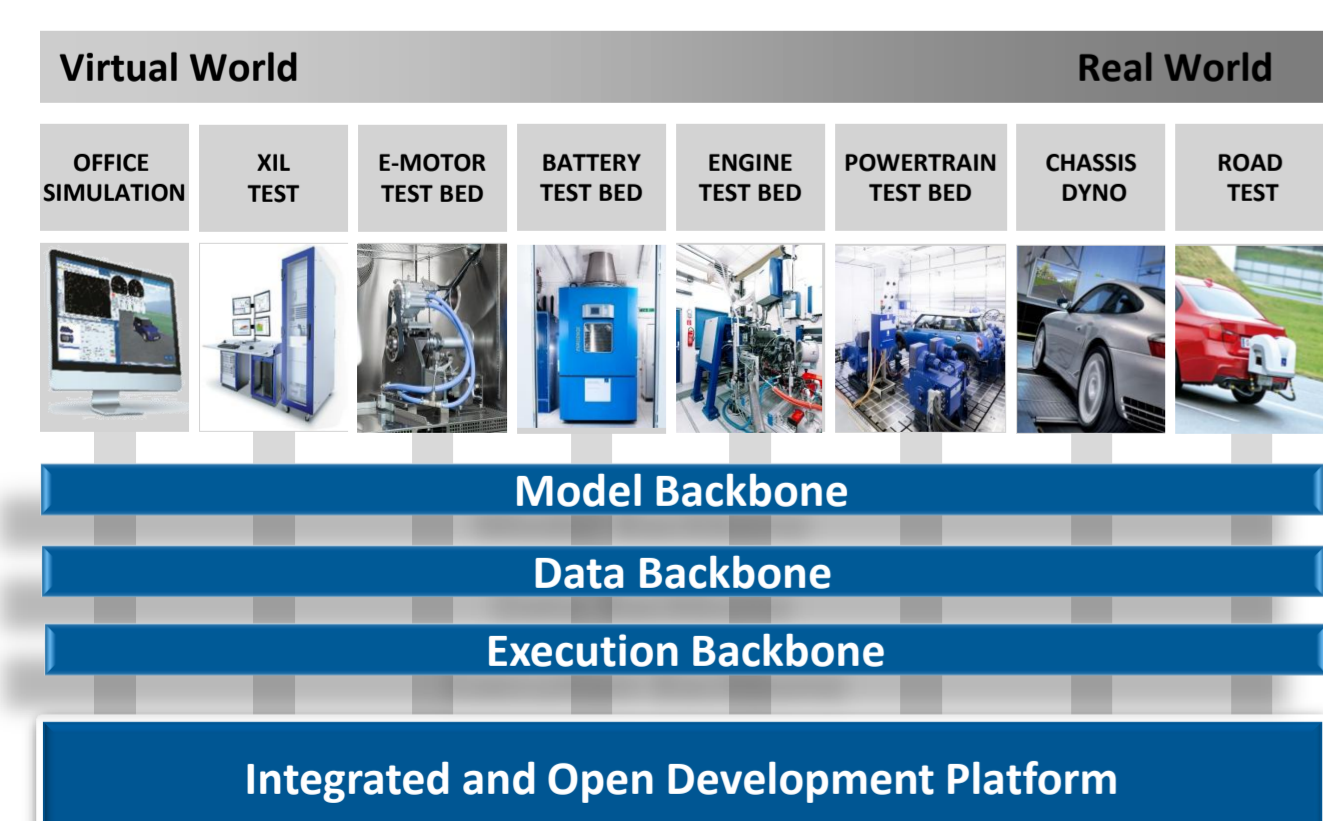 Virtual World Real World
OFFICE
SIMULATION
XIL
TEST
E-MOTOR
TEST BED
BATTERY
TEST BED
ENGINE
TEST BED
POWERTRAIN
TEST BED
CHASSIS
DYNO
ROAD
TEST
Model Backbone
Data Backbone
Execution Backbone
Integrated and Open Development Platform